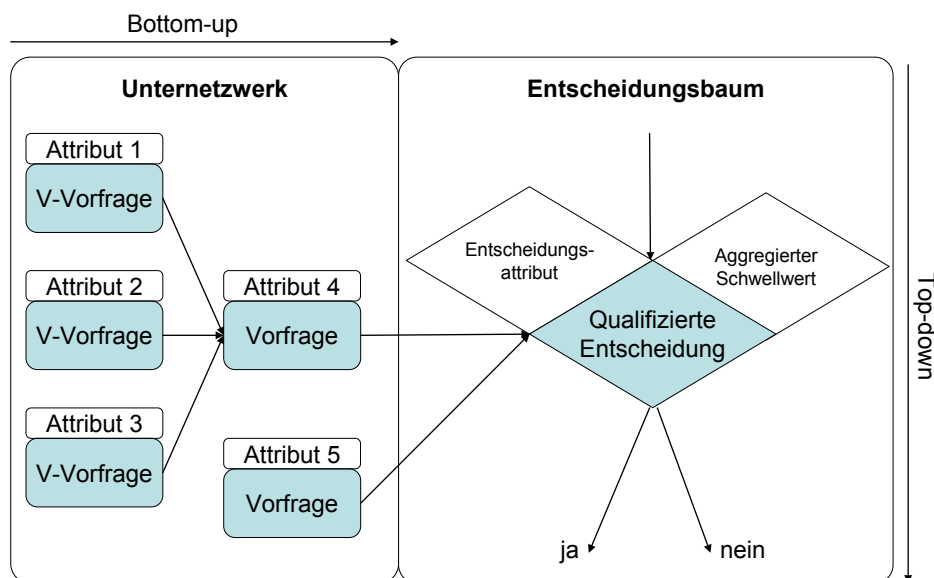 Bottom-up
Unternetzwerk
Attribut 1
V-Vorfrage
Attribut 2
V-Vorfrage
Attribut 3
V-Vorfrage
Attribut 4
Vorfrage
Attribut 5
Vorfrage
Entscheidungsbaum
Entscheidungs-
attribut
Aggregierter
Schwellwert
Qualifizierte
Entscheidung
ja
nein
Top-down